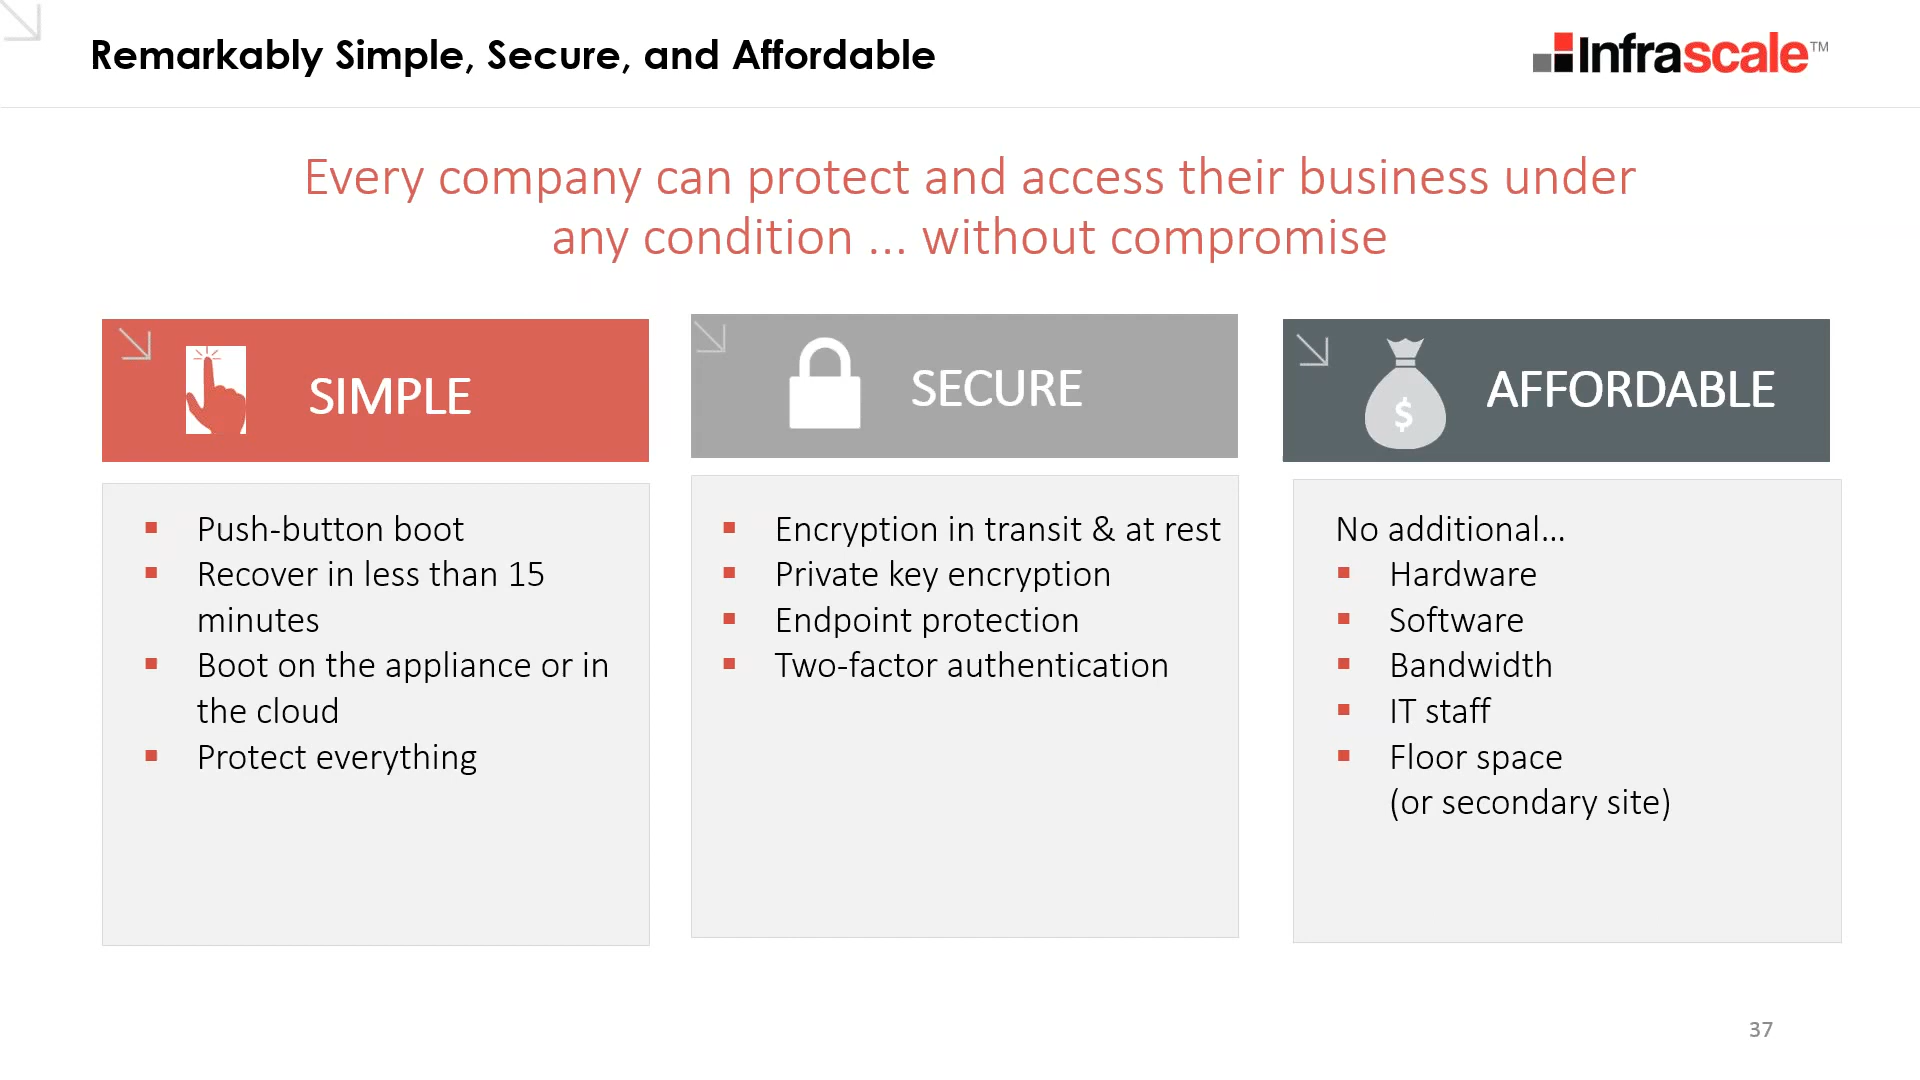 Remarkably Simple, Secure, and Affordable
Infrascale™
Every company can protect and access their business under
any condition ... without compromise
SIMPLE
▪ Push-button boot
▪ Recover in less than 15
minutes
▪ Boot on the appliance or in
the cloud
▪ Protect everything
SECURE
▪ Encryption in transit & at rest
▪ Private key encryption
▪ Endpoint protection
▪ Two-factor authentication
$
AFFORDABLE
No additional...
▪ Hardware
▪ Software
▪ Bandwidth
▪ IT staff
▪ Floor space
(or secondary site)
37